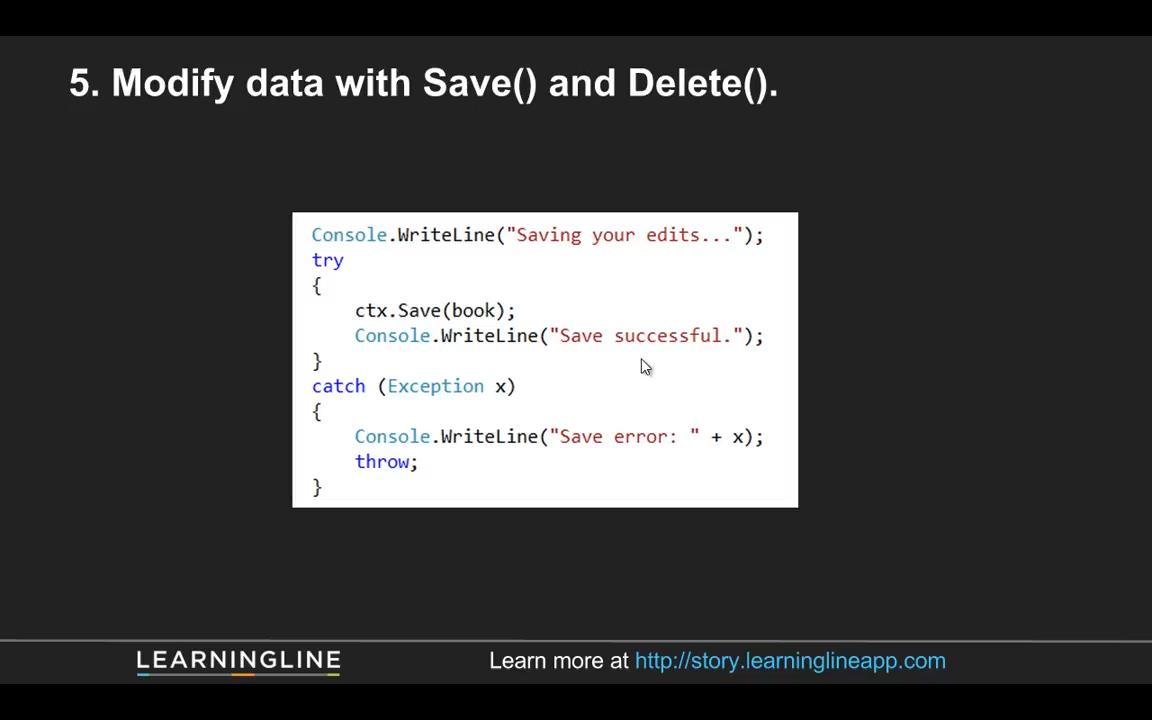 5. Modify data with Save() and Delete().
Console.WriteLine("Saving your edits...");
try
{
    ctx.Save(book);
    Console.WriteLine("Save successful.");
}
catch (Exception x)
{
    Console.WriteLine("Save error: " + x);
    throw;
}
LEARNINGLINE
Learn more at http://story.learninglineapp.com